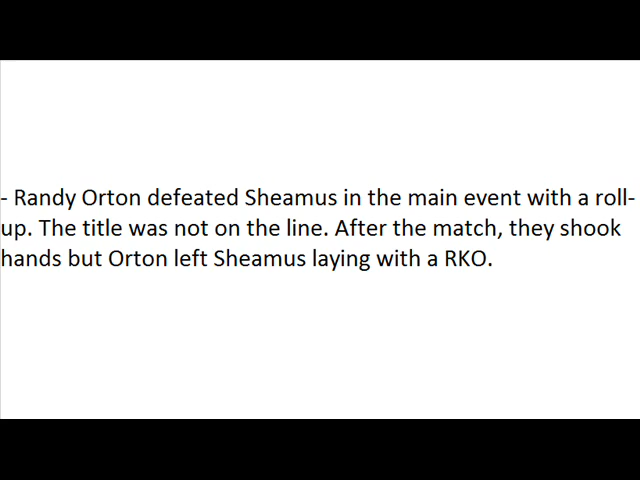 - Randy Orton defeated Sheamus in the main event with a roll-
up. The title was not on the line. After the match, they shook
hands but Orton left Sheamus laying with a RKO.